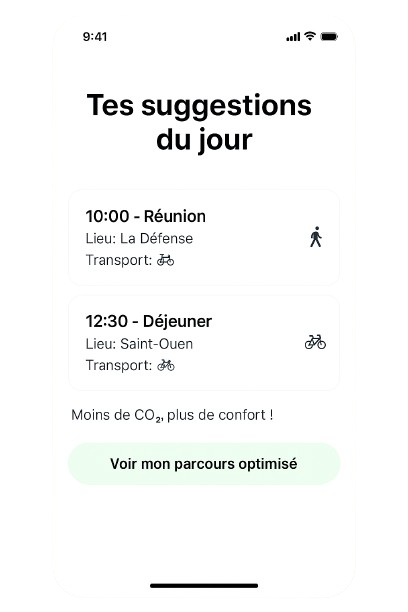 9:41
Tes suggestions
du jour
10:00 - Réunion
Lieu: La Défense
Transport:
12:30 - Déjeuner
Lieu: Saint-Ouen
Transport:
Moins de CO₂, plus de confort !
Voir mon parcours optimisé